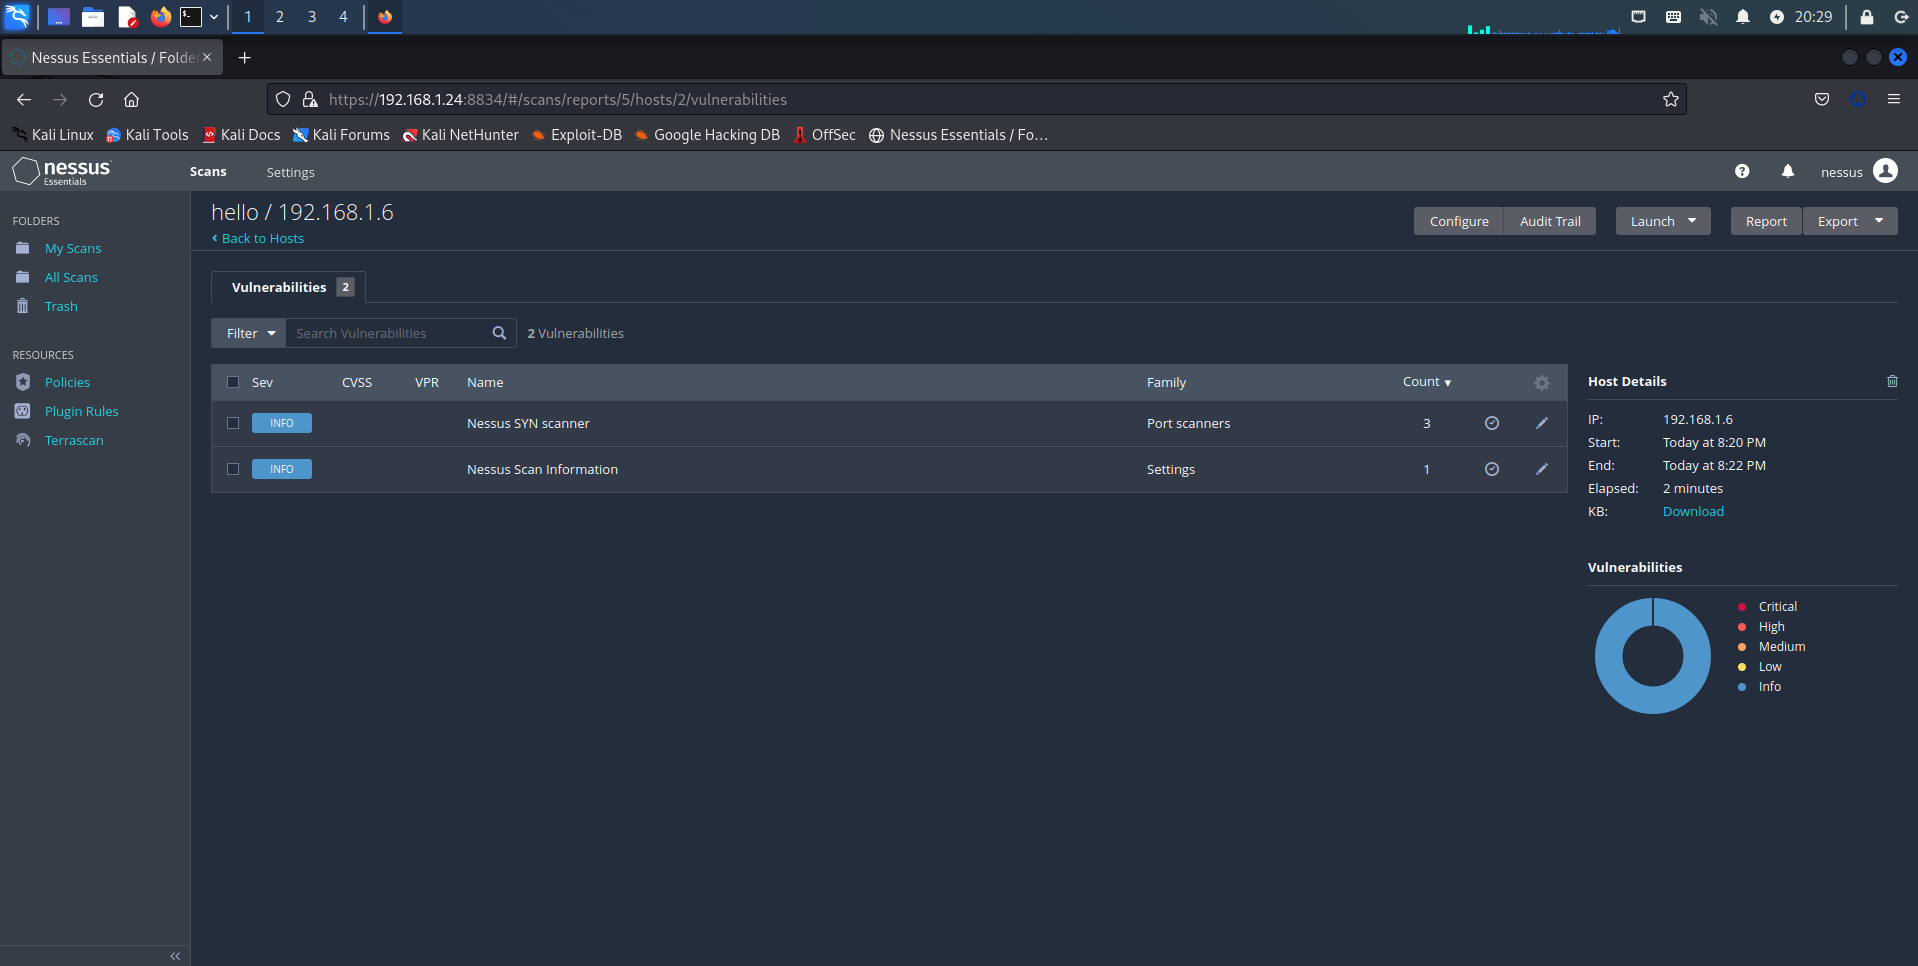 1 2 3 4 20:29
Nessus Essentials / Folde
https://192.168.1.24:8834/#/scans/reports/5/hosts/2/vulnerabilities
Kali Linux Kali Tools Kali Docs Kali Forums Kali NetHunter Exploit-DB Google Hacking DB OffSec Nessus Essentials / Fo…
nessus Essentials Scans Settings nessus
FOLDERS
My Scans
All Scans
Trash
RESOURCES
Policies
Plugin Rules
Terrascan
hello / 192.168.1.6
Back to Hosts
Configure Audit Trail Launch Report Export
Vulnerabilities 2
Filter Search Vulnerabilities 2 Vulnerabilities
Sev CVSS VPR Name Family Count
INFO Nessus SYN scanner Port scanners 3
INFO Nessus Scan Information Settings 1
Host Details
IP: 192.168.1.6
Start: Today at 8:20 PM
End: Today at 8:22 PM
Elapsed: 2 minutes
KB: Download
Vulnerabilities
Critical
High
Medium
Low
Info